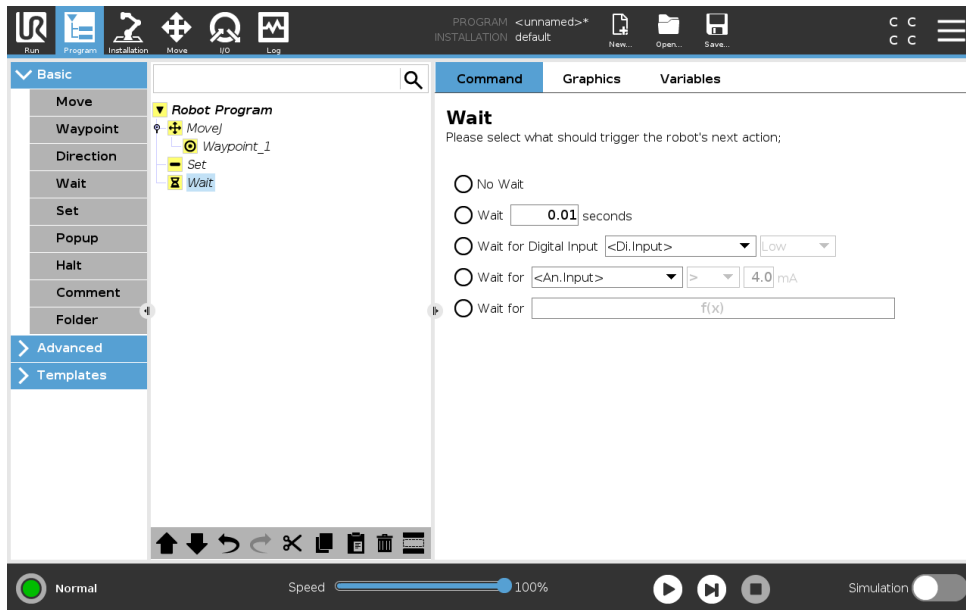 UR
Run Program Installation Move I/O Log
PROGRAM <unnamed>*
INSTALLATION default
New... Open... Save...
C C
C C
Basic
Move
Waypoint
Direction
Wait
Set
Popup
Halt
Comment
Folder
Advanced
Templates
Robot Program
MoveJ
Waypoint_1
Set
Wait
Command Graphics Variables
Wait
Please select what should trigger the robot's next action;
No Wait
Wait 0.01 seconds
Wait for Digital Input <Di.Input> Low
Wait for <An.Input> > 4.0 mA
Wait for f(x)
Normal
Speed 100%
Simulation